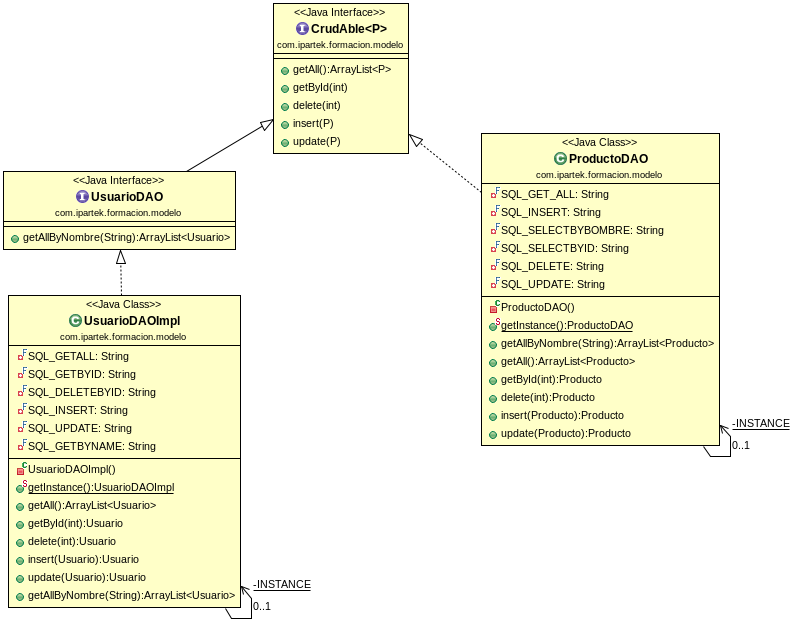 <<Java Interface>>
CrudAble<P>
com.ipartek.formacion.modelo
getAll():ArrayList<P>
getById(int)
delete(int)
insert(P)
update(P)
<<Java Interface>>
UsuarioDAO
com.ipartek.formacion.modelo
getAllByNombre(String):ArrayList<Usuario>
<<Java Class>>
ProductoDAO
com.ipartek.formacion.modelo
SQL_GET_ALL: String
SQL_INSERT: String
SQL_SELECTBYBOMBRE: String
SQL_SELECTBYID: String
SQL_DELETE: String
SQL_UPDATE: String
ProductoDAO()
getInstance():ProductoDAO
getAllByNombre(String):ArrayList<Producto>
getAll():ArrayList<Producto>
getById(int):Producto
delete(int):Producto
insert(Producto):Producto
update(Producto):Producto
-INSTANCE
0..1
<<Java Class>>
UsuarioDAOImpl
com.ipartek.formacion.modelo
SQL_GETALL: String
SQL_GETBYID: String
SQL_DELETEBYID: String
SQL_INSERT: String
SQL_UPDATE: String
SQL_GETBYNAME: String
UsuarioDAOImpl()
getInstance():UsuarioDAOImpl
getAll():ArrayList<Usuario>
getById(int):Usuario
delete(int):Usuario
insert(Usuario):Usuario
update(Usuario):Usuario
getAllByNombre(String):ArrayList<Usuario>
-INSTANCE
0..1